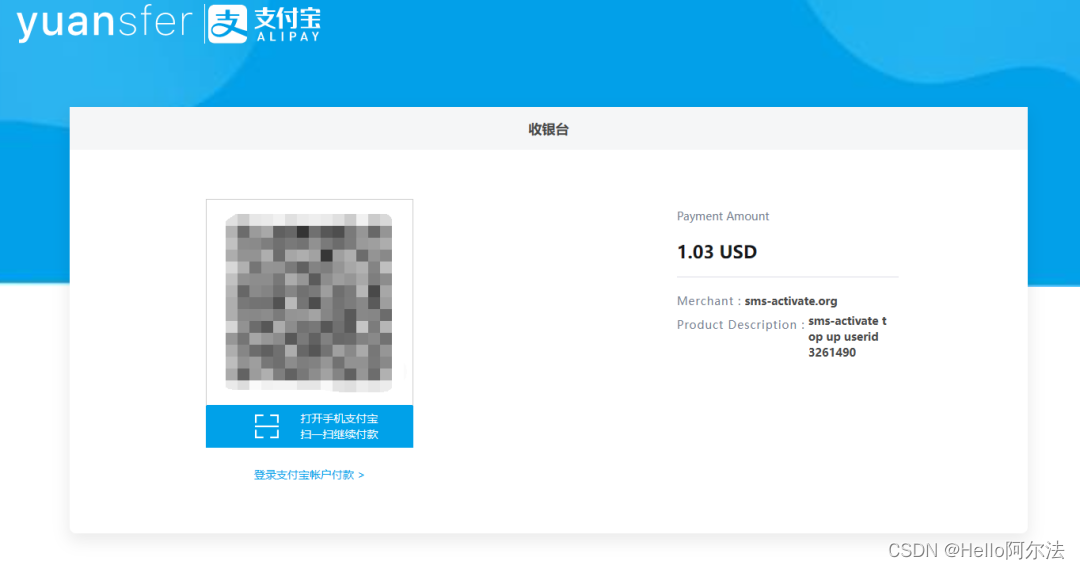 yuansfer 支付宝
ALIPAY
收银台
Payment Amount
1.03 USD
Merchant : sms-activate.org
Product Description : sms-activate t
op up userid
3261490
打开手机支付宝
扫一扫继续付款
登录支付宝帐户付款 >
CSDN @Hello阿尔法